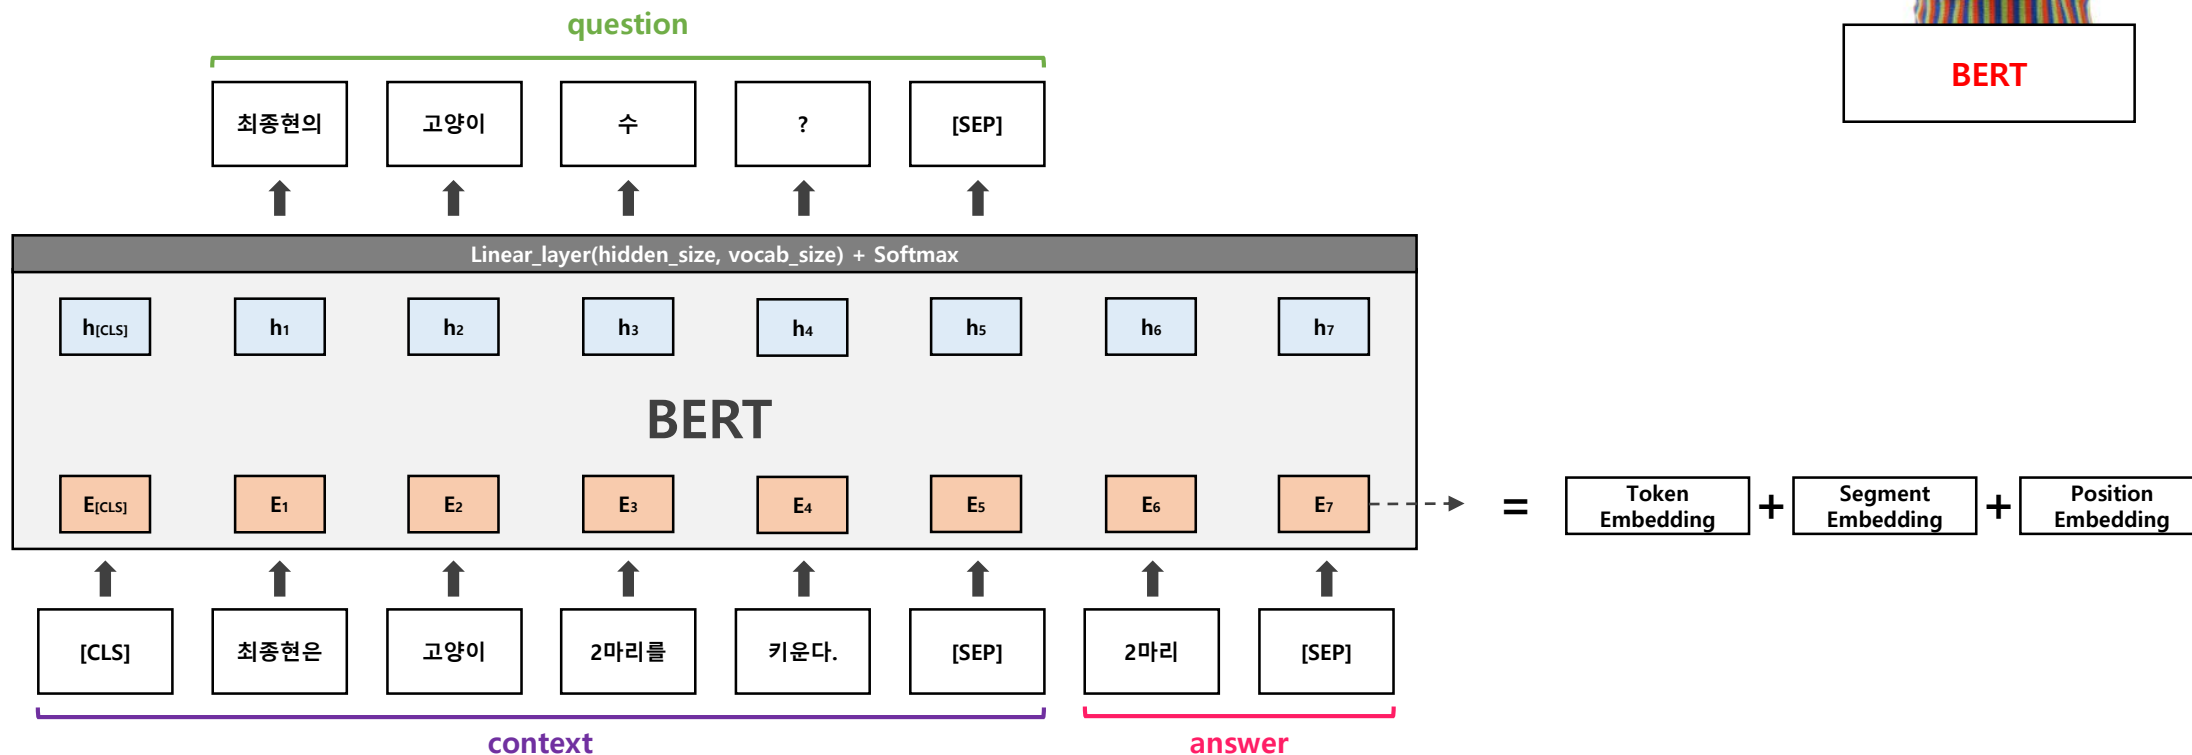 question
BERT
최종현의 고양이 수 ? [SEP]
Linear_layer(hidden_size, vocab_size) + Softmax
h[CLS] h1 h2 h3 h4 h5 h6 h7
BERT
E[CLS] E1 E2 E3 E4 E5 E6 E7 = Token Embedding + Segment Embedding + Position Embedding
[CLS] 최종현은 고양이 2마리를 키운다. [SEP] 2마리 [SEP]
context answer